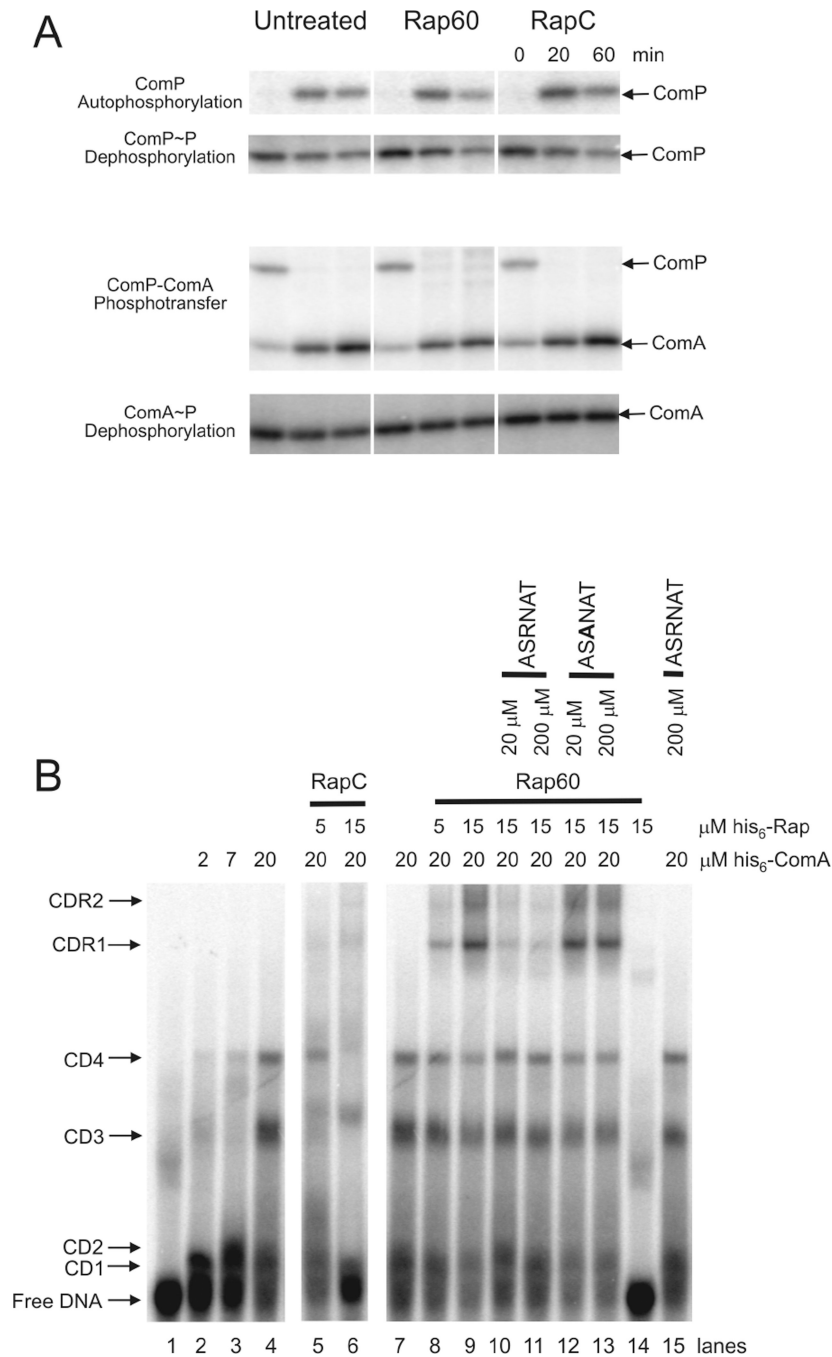 A
Untreated Rap60 RapC
0 20 60 min
ComP
Autophosphorylation
ComP
ComP~P
Dephosphorylation
ComP
ComP-ComA
Phosphotransfer
ComP
ComA
ComA~P
Dephosphorylation
ComA
B
20 μM 200 μM ASRNAT
20 μM 200 μM ASANAT
200 μM ASRNAT
RapC Rap60
5 15 5 15 15 15 15 15 15 μM his6-Rap
2 7 20 20 20 20 20 20 20 20 20 20 20 μM his6-ComA
CDR2
CDR1
CD4
CD3
CD2
CD1
Free DNA
1 2 3 4 5 6 7 8 9 10 11 12 13 14 15 lanes